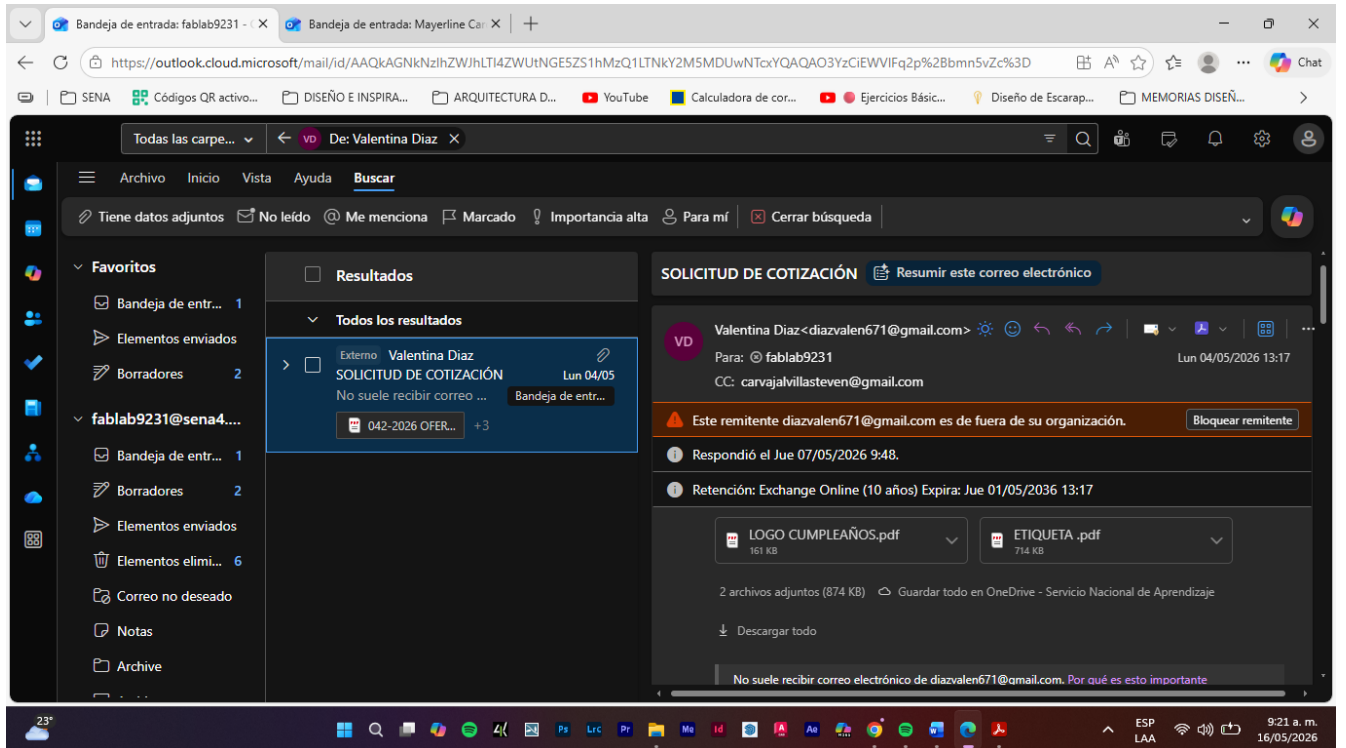 Bandeja de entrada: fablab9231 -
Bandeja de entrada: Mayerline Car
https://outlook.cloud.microsoft/mail/id/AAQkAGNkNzlhZWJhLTI4ZWUtNGE5ZS1hMzQ1LTNkY2M5MDUwNTcxYQAQAO3YzCiEWVlFq2p%2Bbmn5vZc%3D
Chat
SENA
Códigos QR activo...
DISEÑO E INSPIRA...
ARQUITECTURA D...
YouTube
Calculadora de cor...
Ejercicios Básic...
Diseño de Escarap...
MEMORIAS DISEÑ...
Todas las carpe...
VD
De: Valentina Diaz
Archivo Inicio Vista Ayuda Buscar
Tiene datos adjuntos
No leído
Me menciona
Marcado
Importancia alta
Para mí
Cerrar búsqueda
Favoritos
Bandeja de entr... 1
Elementos enviados
Borradores 2
fablab9231@sena4....
Bandeja de entr... 1
Borradores 2
Elementos enviados
Elementos elimi... 6
Correo no deseado
Notas
Archive
Resultados
Todos los resultados
Externo Valentina Diaz
SOLICITUD DE COTIZACIÓN Lun 04/05
No suele recibir correo ... Bandeja de entr...
042-2026 OFER... +3
SOLICITUD DE COTIZACIÓN
Resumir este correo electrónico
VD
Valentina Diaz<diazvalen671@gmail.com>
Para: fablab9231
Lun 04/05/2026 13:17
CC: carvajalvillasteven@gmail.com
Este remitente diazvalen671@gmail.com es de fuera de su organización.
Bloquear remitente
Respondió el Jue 07/05/2026 9:48.
Retención: Exchange Online (10 años) Expira: Jue 01/05/2036 13:17
LOGO CUMPLEAÑOS.pdf
161 KB
ETIQUETA .pdf
714 KB
2 archivos adjuntos (874 KB)
Guardar todo en OneDrive - Servicio Nacional de Aprendizaje
Descargar todo
No suele recibir correo electrónico de diazvalen671@gmail.com. Por qué es esto importante
23°
Ps
Lrc
Pr
Me
Id
Ae
ESP
LAA
9:21 a. m.
16/05/2026